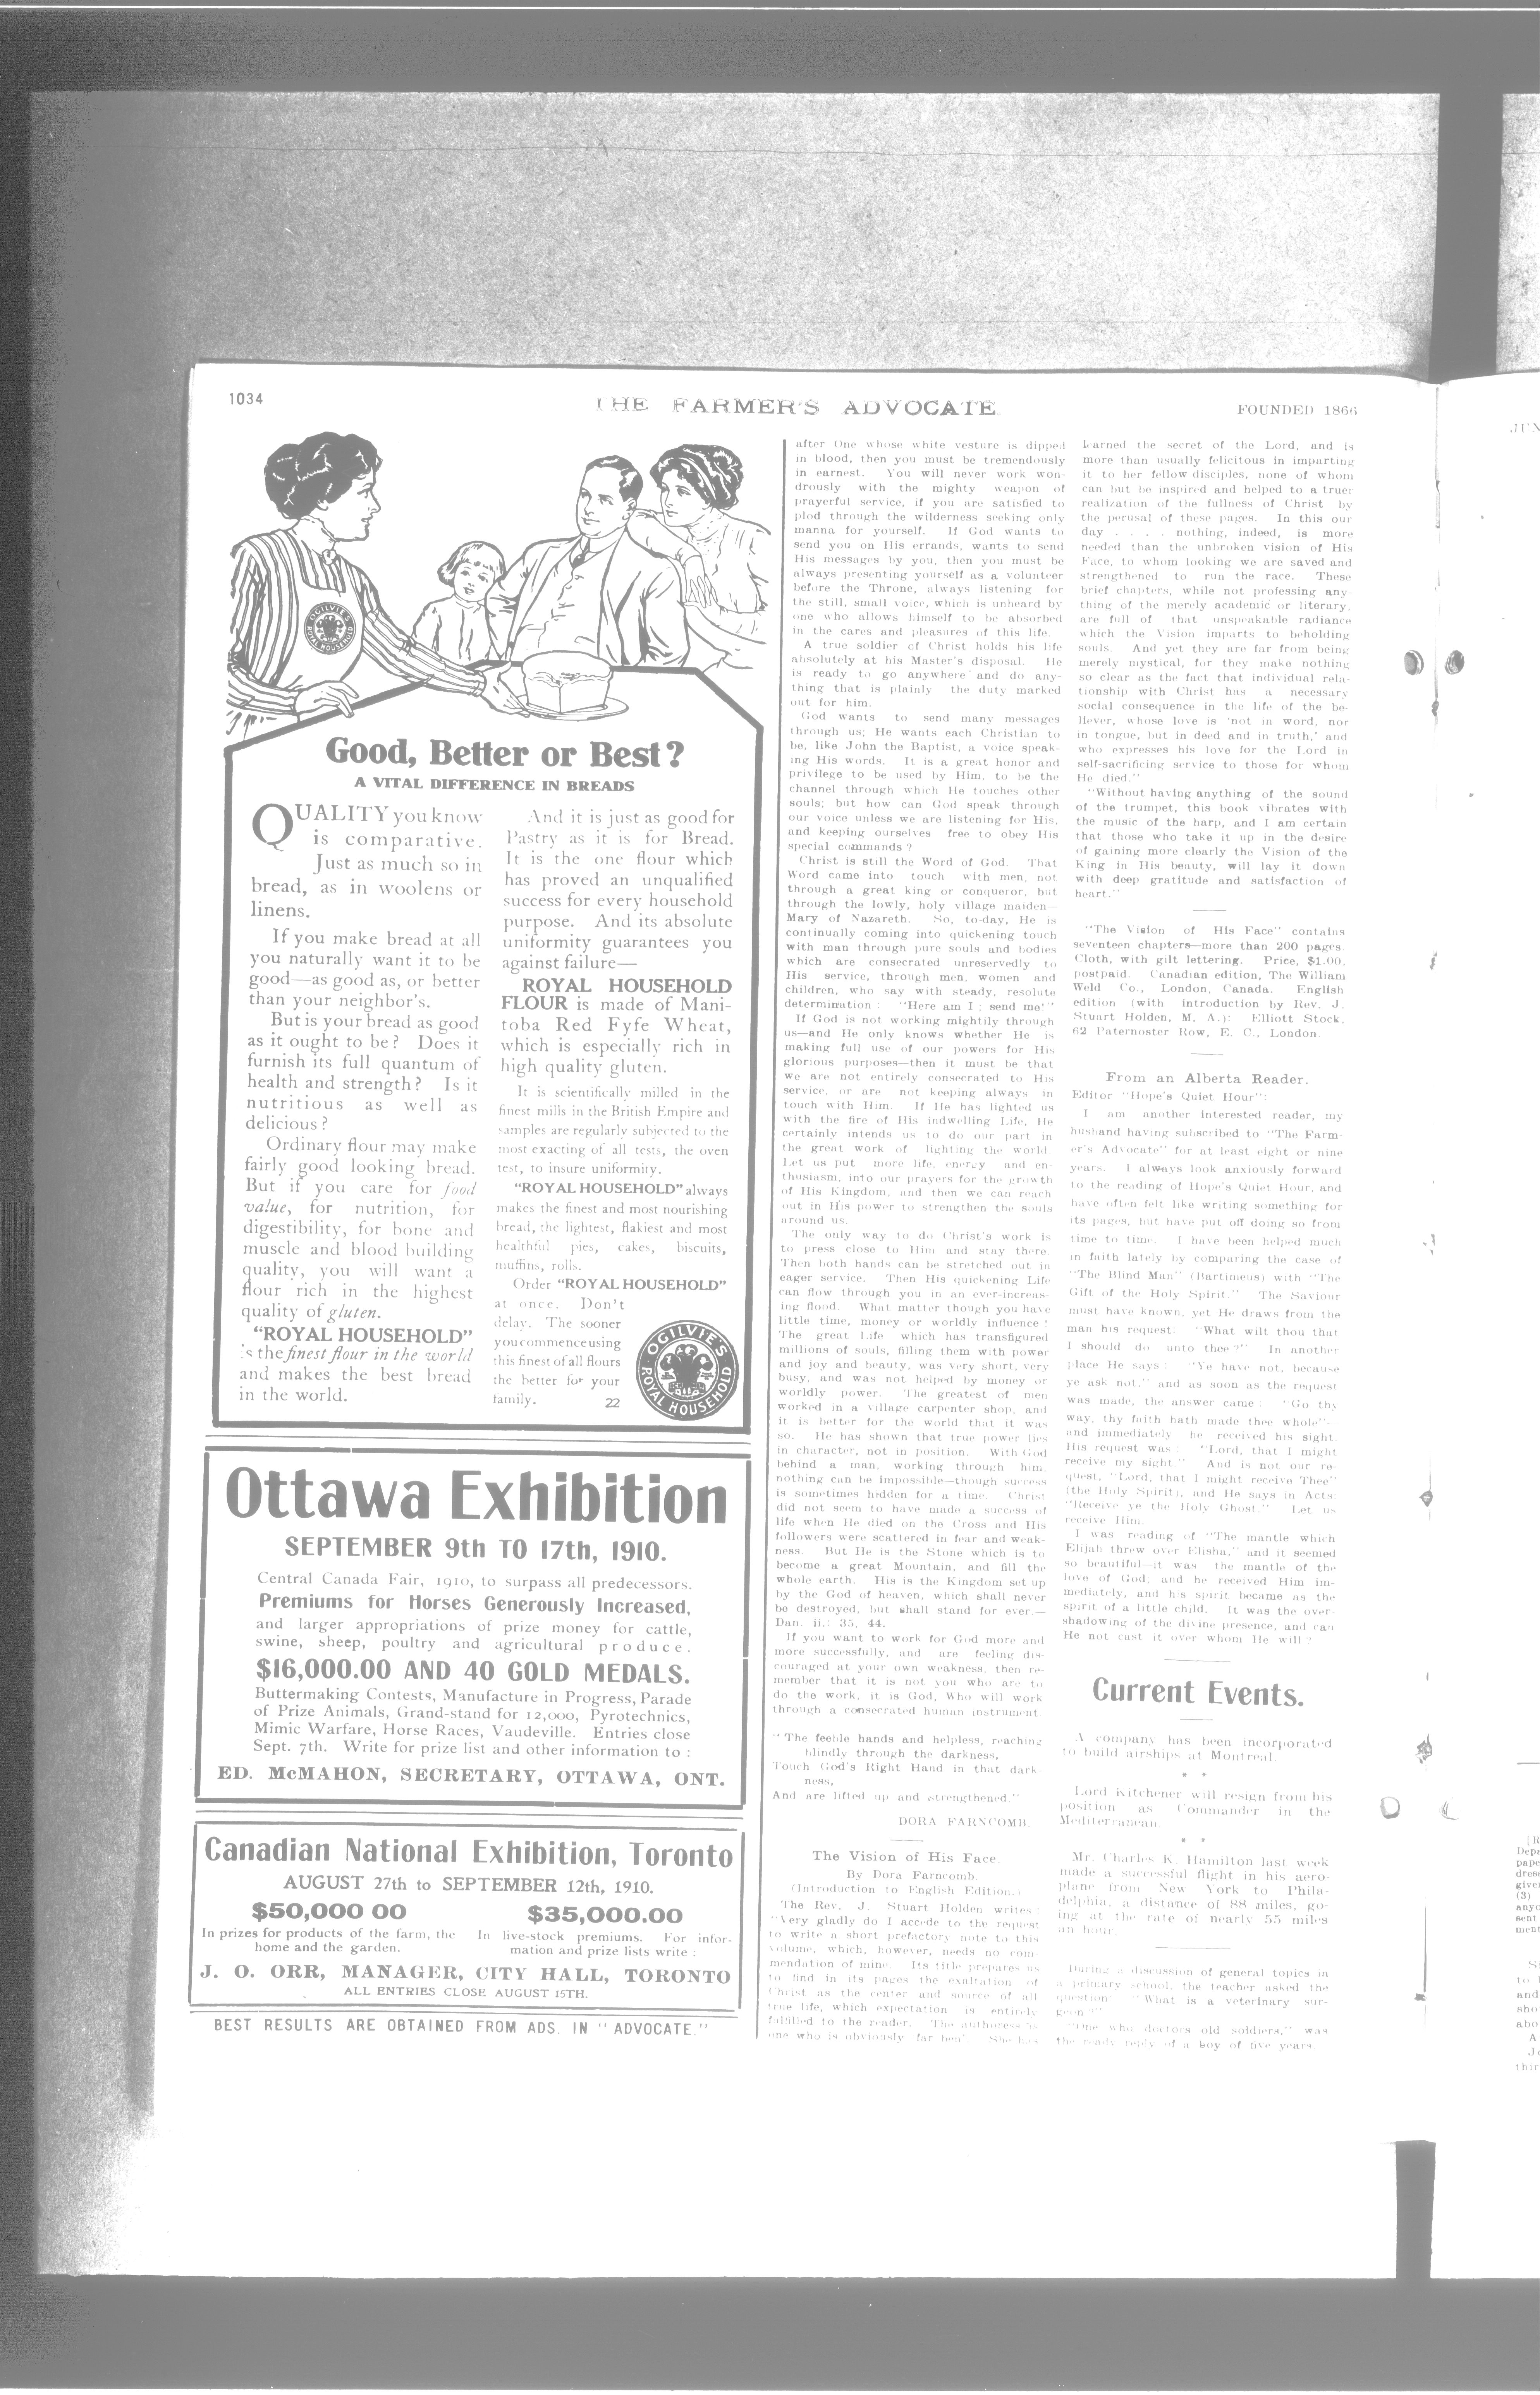 1034
THE FARMER'S ADVOCATE
FOUNDED 1866
OGILVIE'S
ROYAL HOUSEHOLD
Good, Better or Best?
A VITAL DIFFERENCE IN BREADS
QUALITY you know
is comparative.
Just as much so in
bread, as in woolens or
linens.
If you make bread at all
you naturally want it to be
good—as good as, or better
than your neighbor's.
But is your bread as good
as it ought to be? Does it
furnish its full quantum of
health and strength? Is it
nutritious as well as
delicious?
Ordinary flour may make
fairly good looking bread.
But if you care for food
value, for nutrition, for
digestibility, for bone and
muscle and blood building
quality, you will want a
flour rich in the highest
quality of gluten.
"ROYAL HOUSEHOLD"
is the finest flour in the world
and makes the best bread
in the world.
And it is just as good for
Pastry as it is for Bread.
It is the one flour which
has proved an unqualified
success for every household
purpose. And its absolute
uniformity guarantees you
against failure—
ROYAL HOUSEHOLD
FLOUR is made of Mani-
toba Red Fyfe Wheat,
which is especially rich in
high quality gluten.
It is scientifically milled in the
finest mills in the British Empire and
samples are regularly subjected to the
most exacting of all tests, the oven
test, to insure uniformity.
"ROYAL HOUSEHOLD" always
makes the finest and most nourishing
bread, the lightest, flakiest and most
healthful pies, cakes, biscuits,
muffins, rolls.
Order "ROYAL HOUSEHOLD"
at once. Don't
delay. The sooner
you commence using
this finest of all flours
the better for your
family. 22
OGILVIE'S
ROYAL HOUSEHOLD
Ottawa Exhibition
SEPTEMBER 9th TO 17th, 1910.
Central Canada Fair, 1910, to surpass all predecessors.
Premiums for Horses Generously Increased,
and larger appropriations of prize money for cattle,
swine, sheep, poultry and agricultural produce.
$16,000.00 AND 40 GOLD MEDALS.
Buttermaking Contests, Manufacture in Progress, Parade
of Prize Animals, Grand-stand for 12,000, Pyrotechnics,
Mimic Warfare, Horse Races, Vaudeville. Entries close
Sept. 7th. Write for prize list and other information to :
ED. McMAHON, SECRETARY, OTTAWA, ONT.
Canadian National Exhibition, Toronto
AUGUST 27th to SEPTEMBER 12th, 1910.
$50,000 00
In prizes for products of the farm, the
home and the garden.
$35,000.00
In live-stock premiums. For infor-
mation and prize lists write :
J. O. ORR, MANAGER, CITY HALL, TORONTO
ALL ENTRIES CLOSE AUGUST 15TH.
BEST RESULTS ARE OBTAINED FROM ADS. IN "ADVOCATE."
after One whose white vesture is dipped
in blood, then you must be tremendously
in earnest. You will never work won-
drously with the mighty weapon of
prayerful service, if you are satisfied to
plod through the wilderness seeking only
manna for yourself. If God wants to
send you on His errands, wants to send
His messages by you, then you must be
always presenting yourself as a volunteer
before the Throne, always listening for
the still, small voice, which is unheard by
one who allows himself to be absorbed
in the cares and pleasures of this life.
A true soldier of Christ holds his life
absolutely at his Master's disposal. He
is ready to go anywhere and do any-
thing that is plainly the duty marked
out for him.
God wants to send many messages
through us; He wants each Christian to
be, like John the Baptist, a voice speak-
ing His words. It is a great honor and
privilege to be used by Him, to be the
channel through which He touches other
souls; but how can God speak through
our voice unless we are listening for His,
and keeping ourselves free to obey His
special commands?
Christ is still the Word of God. That
Word came into touch with men, not
through a great king or conqueror, but
through the lowly, holy village maiden—
Mary of Nazareth. So, to-day, He is
continually coming into quickening touch
with man through pure souls and bodies
which are consecrated unreservedly to
His service, through men, women and
children, who say with steady, resolute
determination : "Here am I ; send me!"
If God is not working mightily through
us—and He only knows whether He is
making full use of our powers for His
glorious purposes—then it must be that
we are not entirely consecrated to His
service, or are not keeping always in
touch with Him. If He has lighted us
with the fire of His indwelling Life, He
certainly intends us to do our part in
the great work of lighting the world.
Let us put more life, energy and en-
thusiasm, into our prayers for the growth
of His Kingdom, and then we can reach
out in His power to strengthen the souls
around us.
The only way to do Christ's work is
to press close to Him and stay there.
Then both hands can be stretched out in
eager service. Then His quickening Life
can flow through you in an ever-increas-
ing flood. What matter though you have
little time, money or worldly influence !
The great Life which has transfigured
millions of souls, filling them with power
and joy and beauty, was very short, very
busy, and was not helped by money or
worldly power. The greatest of men
worked in a village carpenter shop, and
it is better for the world that it was
so. He has shown that true power lies
in character, not in position. With God
behind a man, working through him,
nothing can be impossible—though success
is sometimes hidden for a time. Christ
did not seem to have made a success of
life when He died on the Cross and His
followers were scattered in fear and weak-
ness. But He is the Stone which is to
become a great Mountain, and fill the
whole earth. His is the Kingdom set up
by the God of heaven, which shall never
be destroyed, but shall stand for ever.—
Dan. ii.: 35, 44.
If you want to work for God more and
more successfully, and are feeling dis-
couraged at your own weakness, then re-
member that it is not you who are to
do the work, it is God, Who will work
through a consecrated human instrument.
"The feeble hands and helpless, reaching
blindly through the darkness,
Touch God's Right Hand in that dark-
ness,
And are lifted up and strengthened."
DORA FARNCOMB.
The Vision of His Face.
By Dora Farncomb.
(Introduction to English Edition.)
The Rev. J. Stuart Holden writes :
"Very gladly do I accede to the request
to write a short prefactory note to this
volume, which, however, needs no com-
mendation of mine. Its title prepares us
to find in its pages the exaltation of
Christ as the center and source of all
true life, which expectation is entirely
fulfilled to the reader. The authoress is
one who is obviously 'far ben'. She has
learned the secret of the Lord, and is
more than usually felicitous in imparting
it to her fellow-disciples, none of whom
can but be inspired and helped to a truer
realization of the fullness of Christ by
the perusal of these pages. In this our
day . . . . nothing, indeed, is more
needed than the unbroken vision of His
Face, to whom looking we are saved and
strengthened to run the race. These
brief chapters, while not professing any-
thing of the merely academic or literary,
are full of that unspeakable radiance
which the Vision imparts to beholding
souls. And yet they are far from being
merely mystical, for they make nothing
so clear as the fact that individual rela-
tionship with Christ has a necessary
social consequence in the life of the be-
liever, whose love is 'not in word, nor
in tongue, but in deed and in truth,' and
who expresses his love for the Lord in
self-sacrificing service to those for whom
He died."
"Without having anything of the sound
of the trumpet, this book vibrates with
the music of the harp, and I am certain
that those who take it up in the desire
of gaining more clearly the Vision of the
King in His beauty, will lay it down
with deep gratitude and satisfaction of
heart."
"The Vision of His Face" contains
seventeen chapters—more than 200 pages.
Cloth, with gilt lettering. Price, $1.00,
postpaid. Canadian edition, The William
Weld Co., London, Canada. English
edition (with introduction by Rev. J.
Stuart Holden, M. A.): Elliott Stock,
62 Paternoster Row, E. C., London.
From an Alberta Reader.
Editor "Hope's Quiet Hour":
I am another interested reader, my
husband having subscribed to "The Farm-
er's Advocate" for at least eight or nine
years. I always look anxiously forward
to the reading of Hope's Quiet Hour, and
have often felt like writing something for
its pages, but have put off doing so from
time to time. I have been helped much
in faith lately by comparing the case of
"The Blind Man" (Bartimeus) with "The
Gift of the Holy Spirit." The Saviour
must have known, yet He draws from the
man his request: "What wilt thou that
I should do unto thee?" In another
place He says : "Ye have not, because
ye ask not," and as soon as the request
was made, the answer came : "Go thy
way, thy faith hath made thee whole"—
and immediately he received his sight.
His request was : "Lord, that I might
receive my sight." And is not our re-
quest, "Lord, that I might receive Thee"
(the Holy Spirit), and He says in Acts:
"Receive ye the Holy Ghost." Let us
receive Him.
I was reading of "The mantle which
Elijah threw over Elisha," and it seemed
so beautiful—it was the mantle of the
love of God; and he received Him im-
mediately, and his spirit became as the
spirit of a little child. It was the over-
shadowing of the divine presence, and can
He not cast it over whom He will?
Current Events.
A company has been incorporated
to build airships at Montreal.
* *
Lord Kitchener will resign from his
position as Commander in the
Mediterranean
* *
Mr. Charles K. Hamilton last week
made a successful flight in his aero-
plane from New York to Phila-
delphia, a distance of 88 miles, go-
ing at the rate of nearly 55 miles
an hour.
During a discussion of general topics in
a primary school, the teacher asked the
question "What is a veterinary sur-
geon?"
"One who doctors old soldiers," was
the ready reply of a boy of five years.
JUN
[R
Depr
pape
dres
give
(3)
anyo
sent
ment
to
and
sho
abo
A
Jo
thir